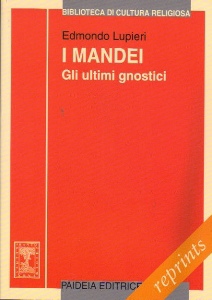 BIBLIOTECA DI CULTURA RELIGIOSA
Edmondo Lupieri
I MANDEI
Gli ultimi gnostici
PAIDEIA EDITRICE
reprints